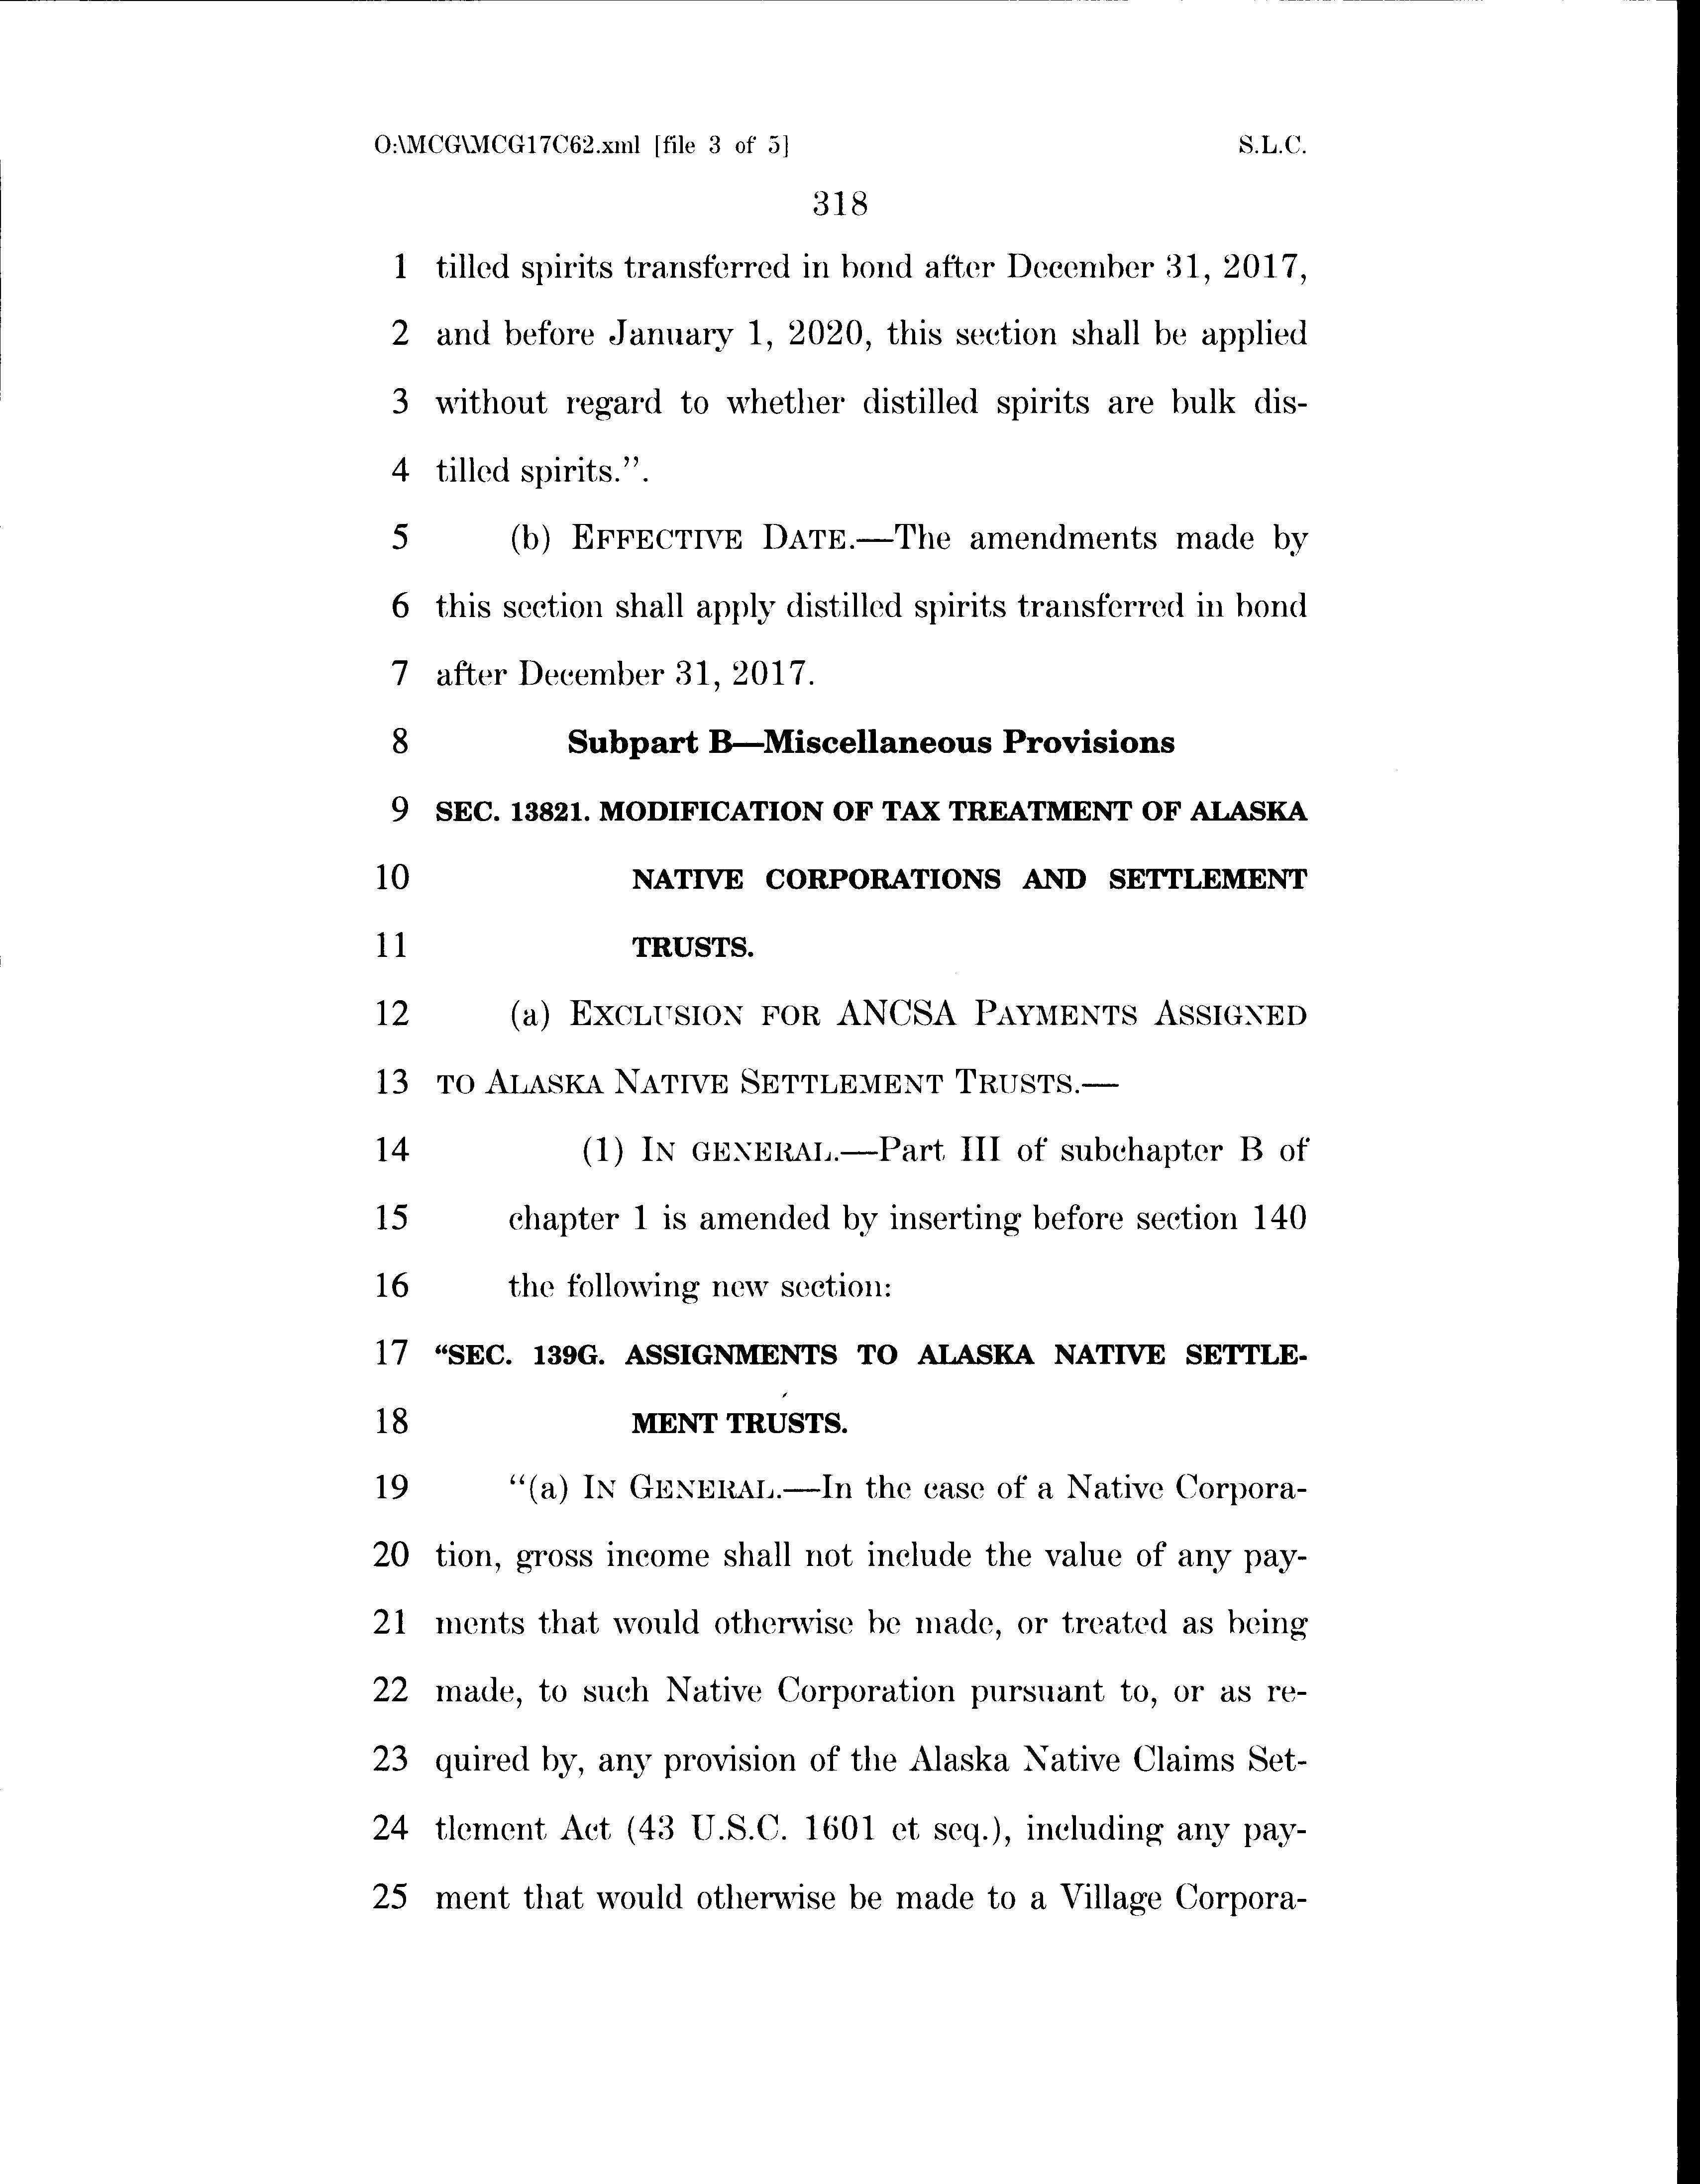 O:\MCG\MCG17C62.xml [file 3 of 5] S.L.C.
318
1 tilled spirits transferred in bond after December 31, 2017,
2 and before January 1, 2020, this section shall be applied
3 without regard to whether distilled spirits are bulk dis-
4 tilled spirits.”.
5 (b) EFFECTIVE DATE.—The amendments made by
6 this section shall apply distilled spirits transferred in bond
7 after December 31, 2017.
8 Subpart B—Miscellaneous Provisions
9 SEC. 13821. MODIFICATION OF TAX TREATMENT OF ALASKA
10 NATIVE CORPORATIONS AND SETTLEMENT
11 TRUSTS.
12 (a) EXCLUSION FOR ANCSA PAYMENTS ASSIGNED
13 TO ALASKA NATIVE SETTLEMENT TRUSTS.—
14 (1) IN GENERAL.—Part III of subchapter B of
15 chapter 1 is amended by inserting before section 140
16 the following new section:
17 “SEC. 139G. ASSIGNMENTS TO ALASKA NATIVE SETTLE-
18 MENT TRUSTS.
19 “(a) IN GENERAL.—In the case of a Native Corpora-
20 tion, gross income shall not include the value of any pay-
21 ments that would otherwise be made, or treated as being
22 made, to such Native Corporation pursuant to, or as re-
23 quired by, any provision of the Alaska Native Claims Set-
24 tlement Act (43 U.S.C. 1601 et seq.), including any pay-
25 ment that would otherwise be made to a Village Corpora-